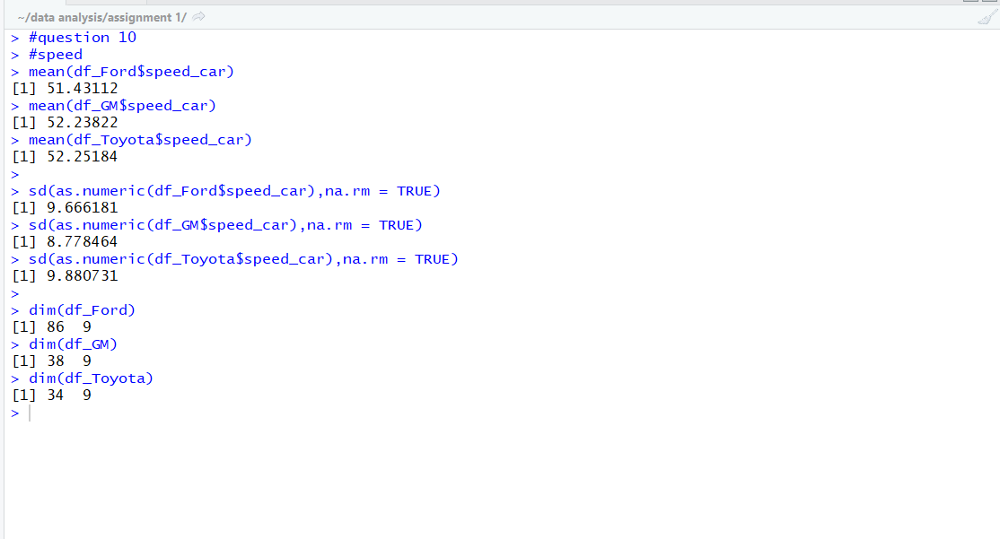 ~/data analysis/assignment 1/
> #question 10
> #speed
> mean(df_Ford$speed_car)
[1] 51.43112
> mean(df_GM$speed_car)
[1] 52.23822
> mean(df_Toyota$speed_car)
[1] 52.25184
>
> sd(as.numeric(df_Ford$speed_car),na.rm = TRUE)
[1] 9.666181
> sd(as.numeric(df_GM$speed_car),na.rm = TRUE)
[1] 8.778464
> sd(as.numeric(df_Toyota$speed_car),na.rm = TRUE)
[1] 9.880731
>
> dim(df_Ford)
[1] 86  9
> dim(df_GM)
[1] 38  9
> dim(df_Toyota)
[1] 34  9
>